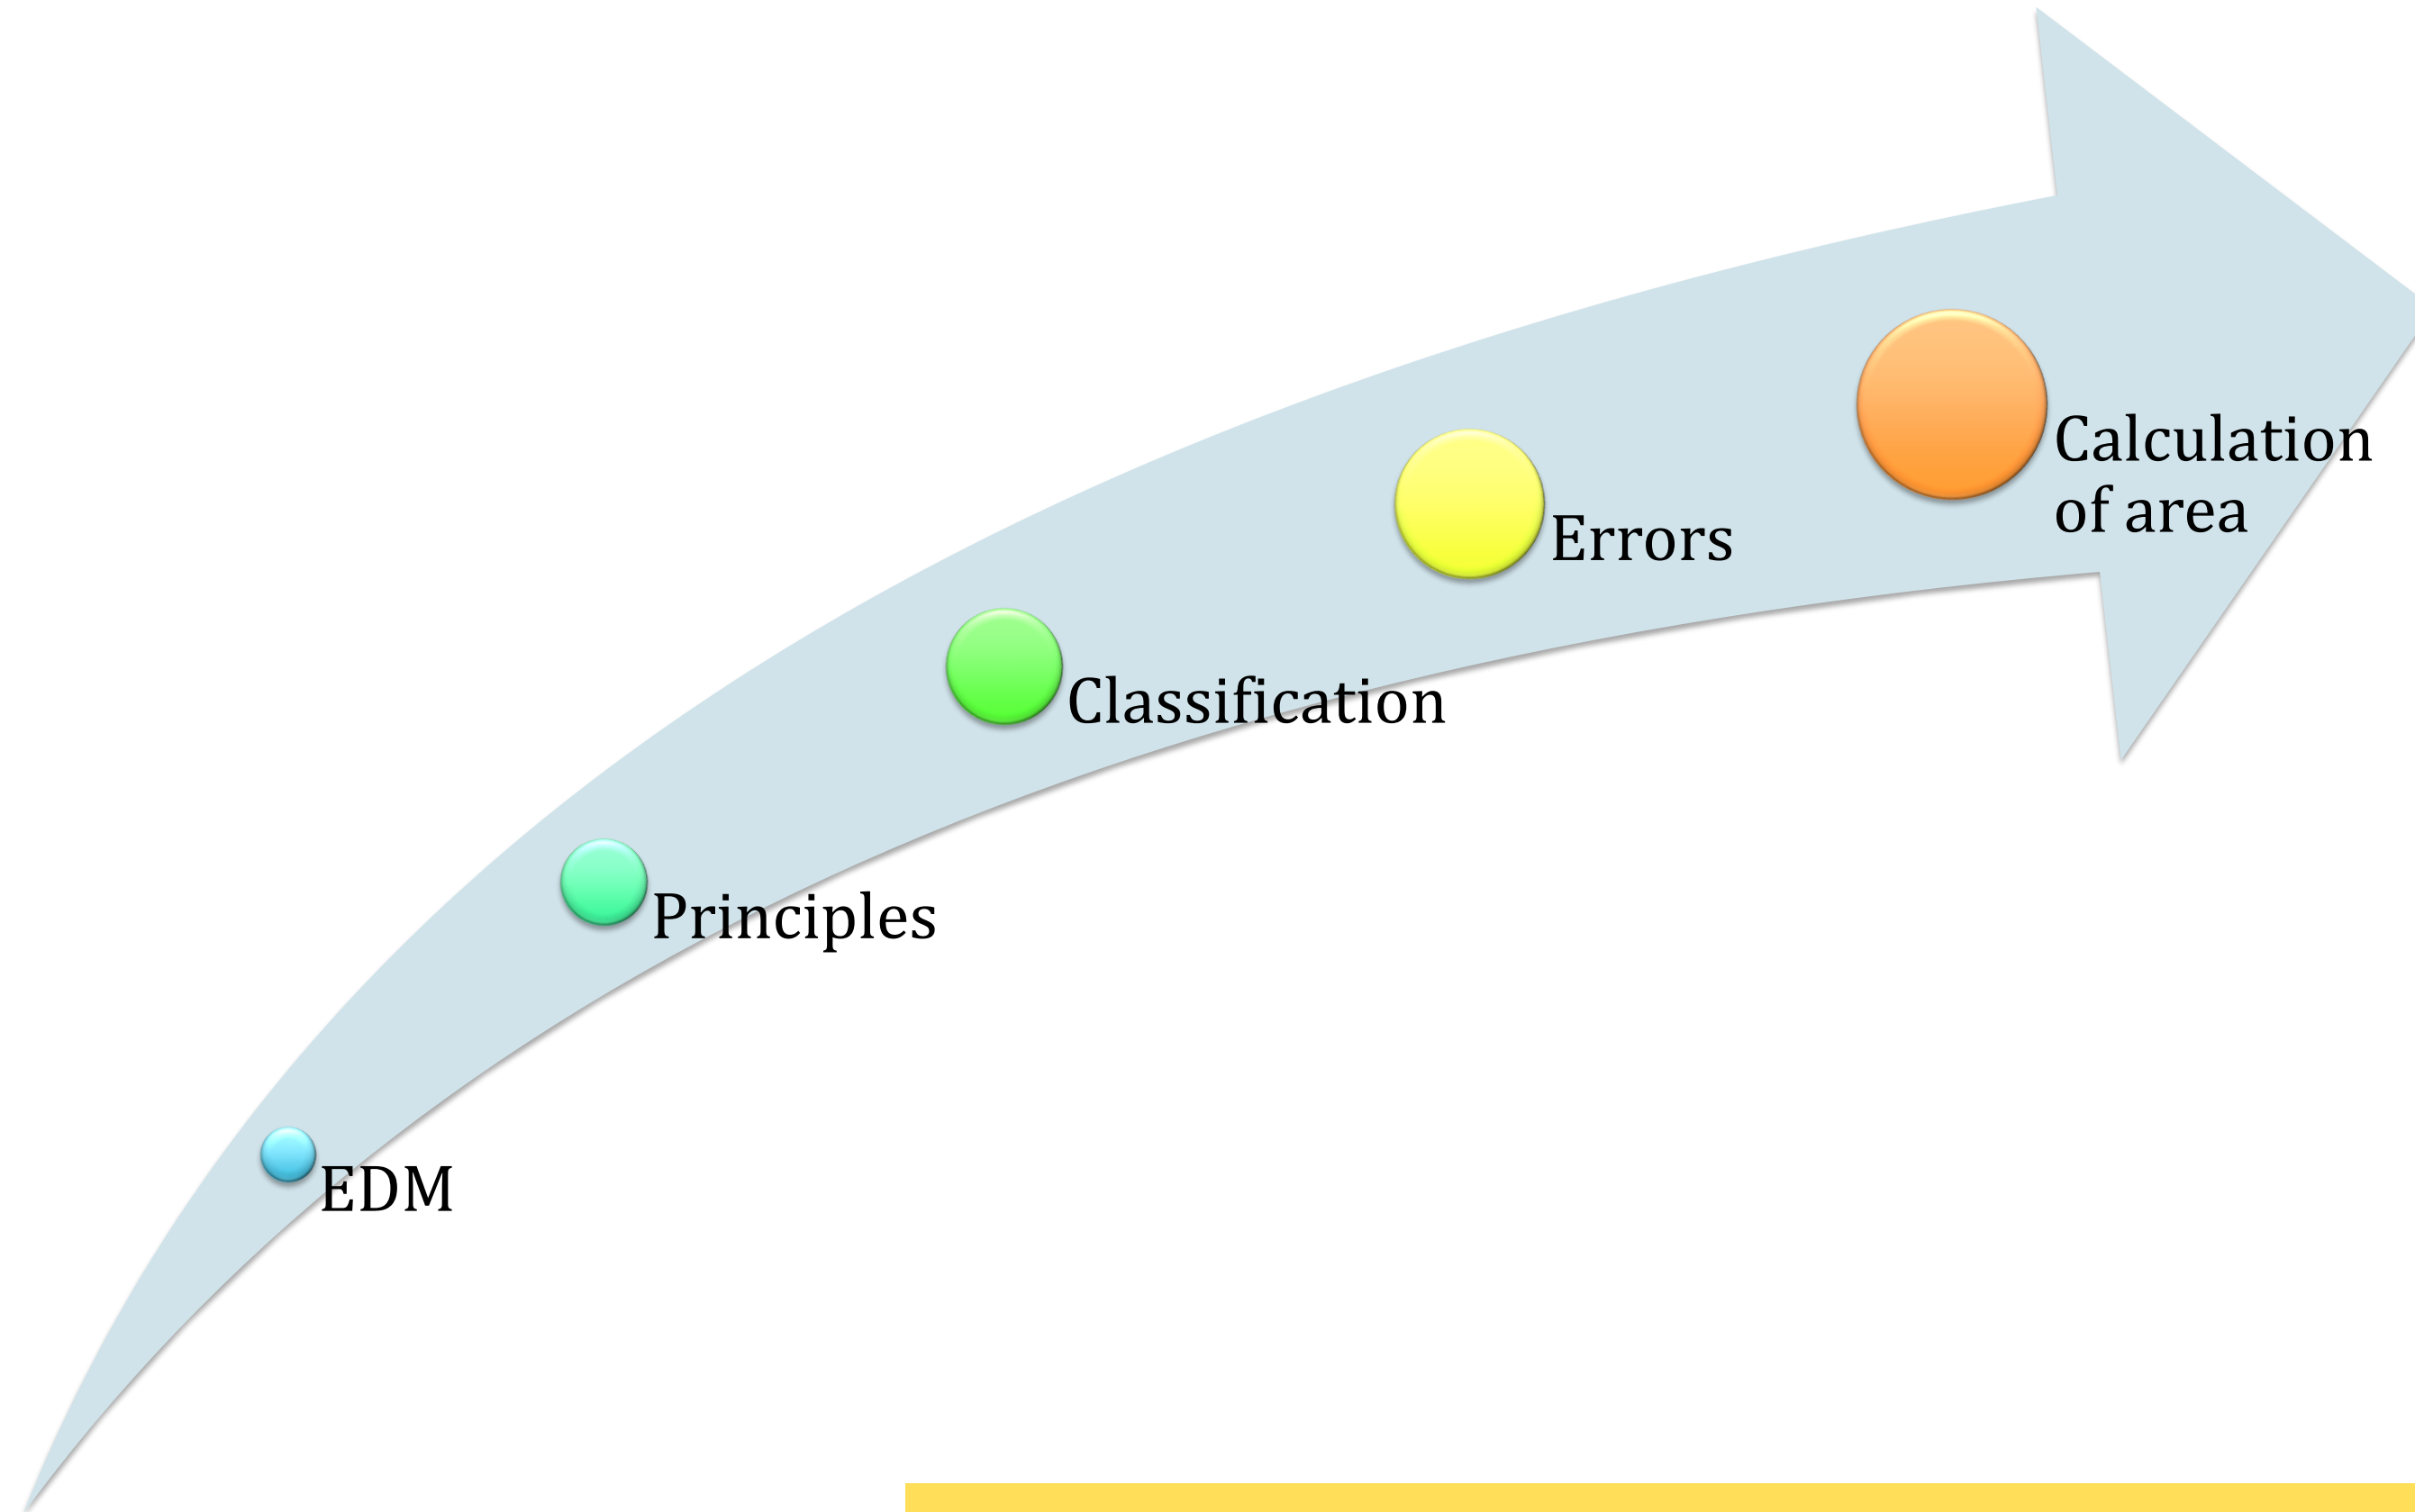 Calculation
of area
Errors
Classification
Principles
EDM